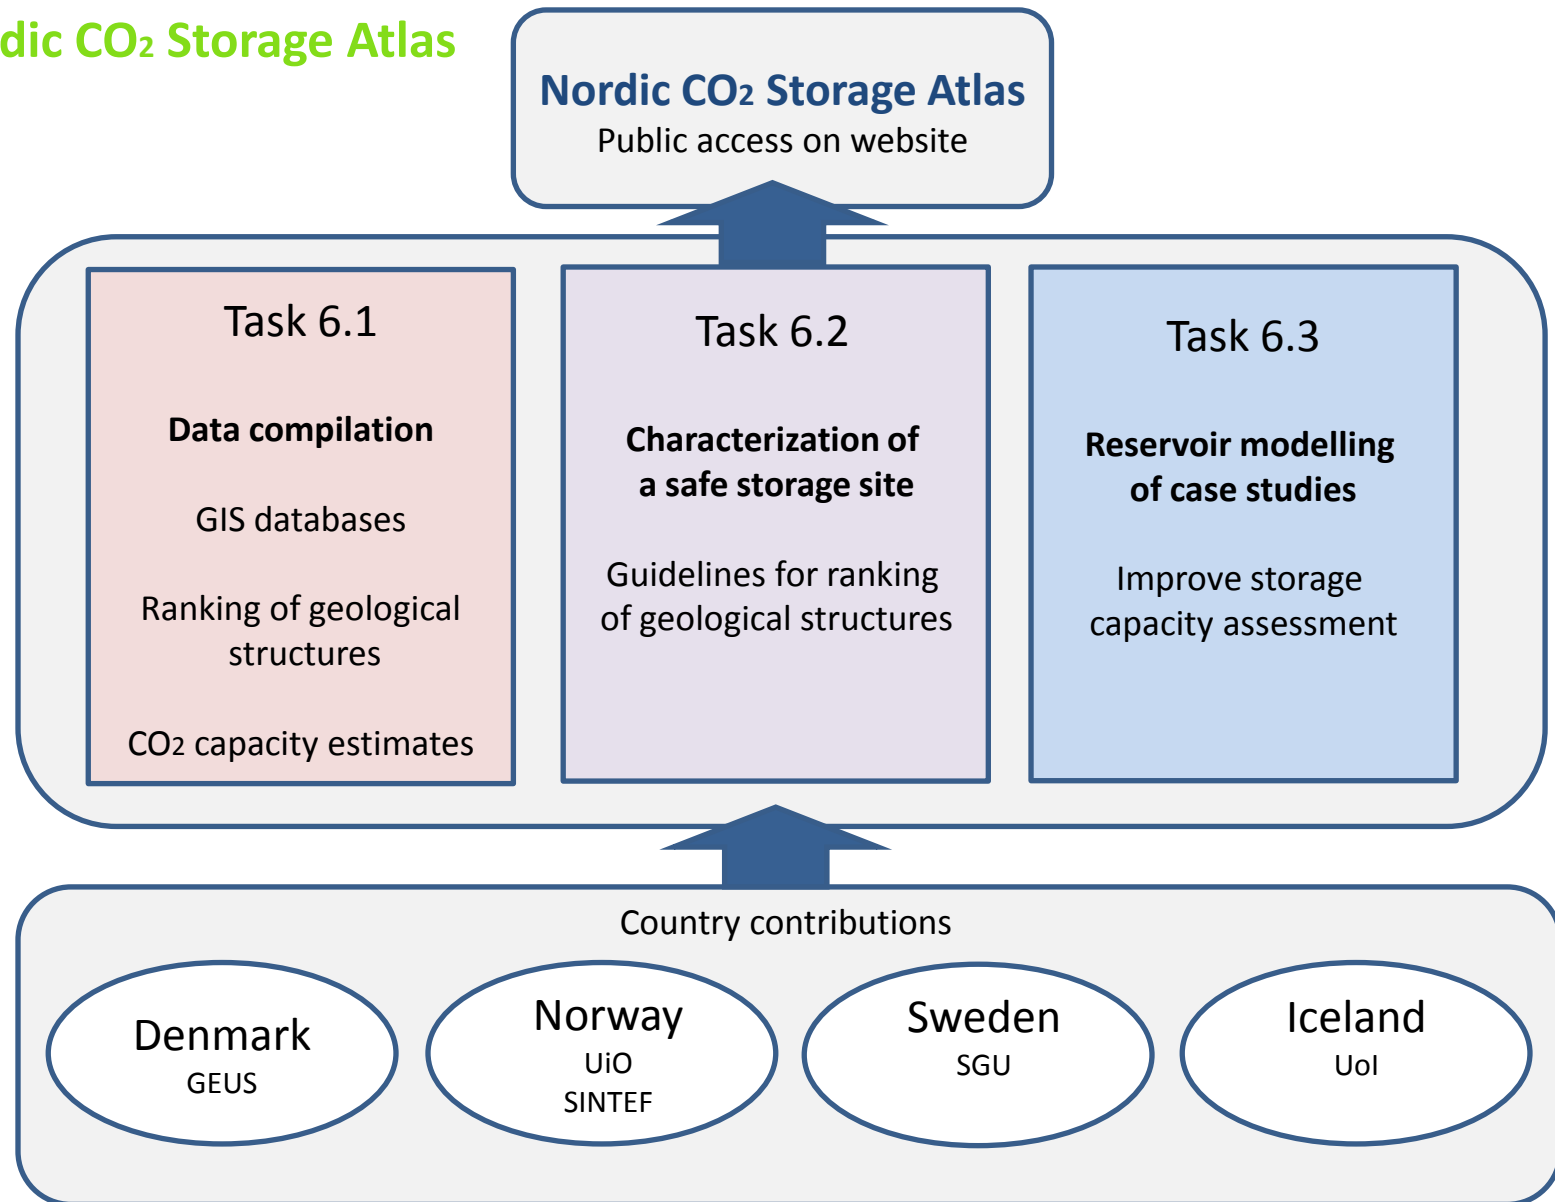 dic CO₂ Storage Atlas
Nordic CO₂ Storage Atlas
Public access on website
Task 6.1
Data compilation
GIS databases
Ranking of geological
structures
CO₂ capacity estimates
Task 6.2
Characterization of
a safe storage site
Guidelines for ranking
of geological structures
Task 6.3
Reservoir modelling
of case studies
Improve storage
capacity assessment
Country contributions
Denmark
GEUS
Norway
UiO
SINTEF
Sweden
SGU
Iceland
UoI